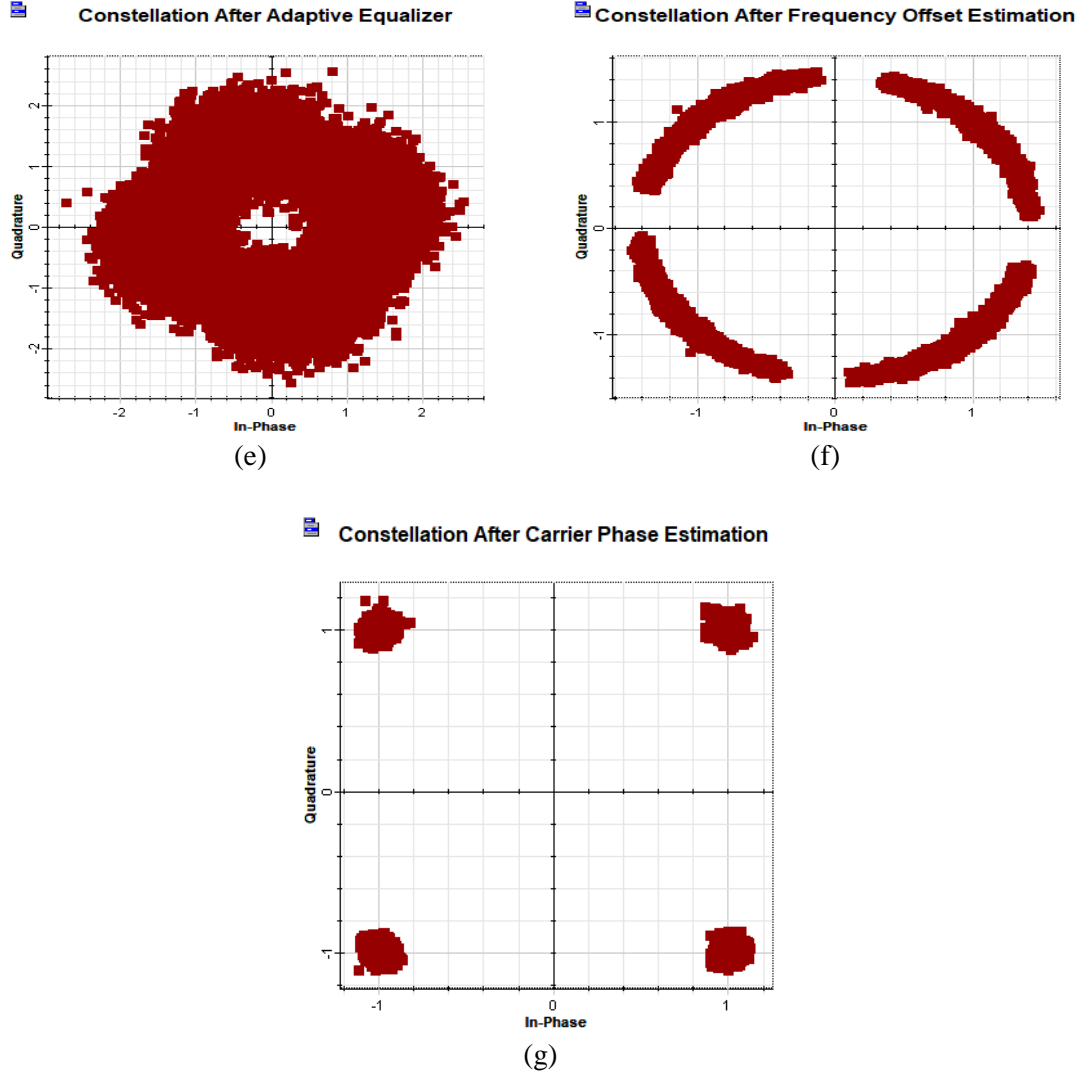 Constellation After Adaptive Equalizer
Quadrature
2
1
0
-1
-2
-2
-1
0
1
2
In-Phase
(e)
Constellation After Frequency Offset Estimation
Quadrature
1
0
-1
-1
0
1
In-Phase
(f)
Constellation After Carrier Phase Estimation
Quadrature
1
0
-1
-1
0
1
In-Phase
(g)